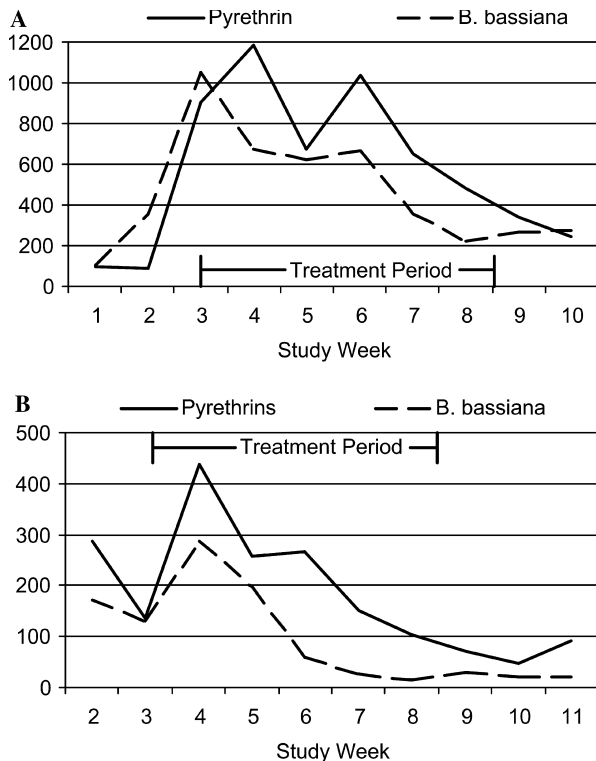 A
Pyrethrin B. bassiana
1200
1000
800
600
400
200
0
Treatment Period
1 2 3 4 5 6 7 8 9 10
Study Week
B
Pyrethrins B. bassiana
500
400
300
200
100
0
Treatment Period
2 3 4 5 6 7 8 9 10 11
Study Week